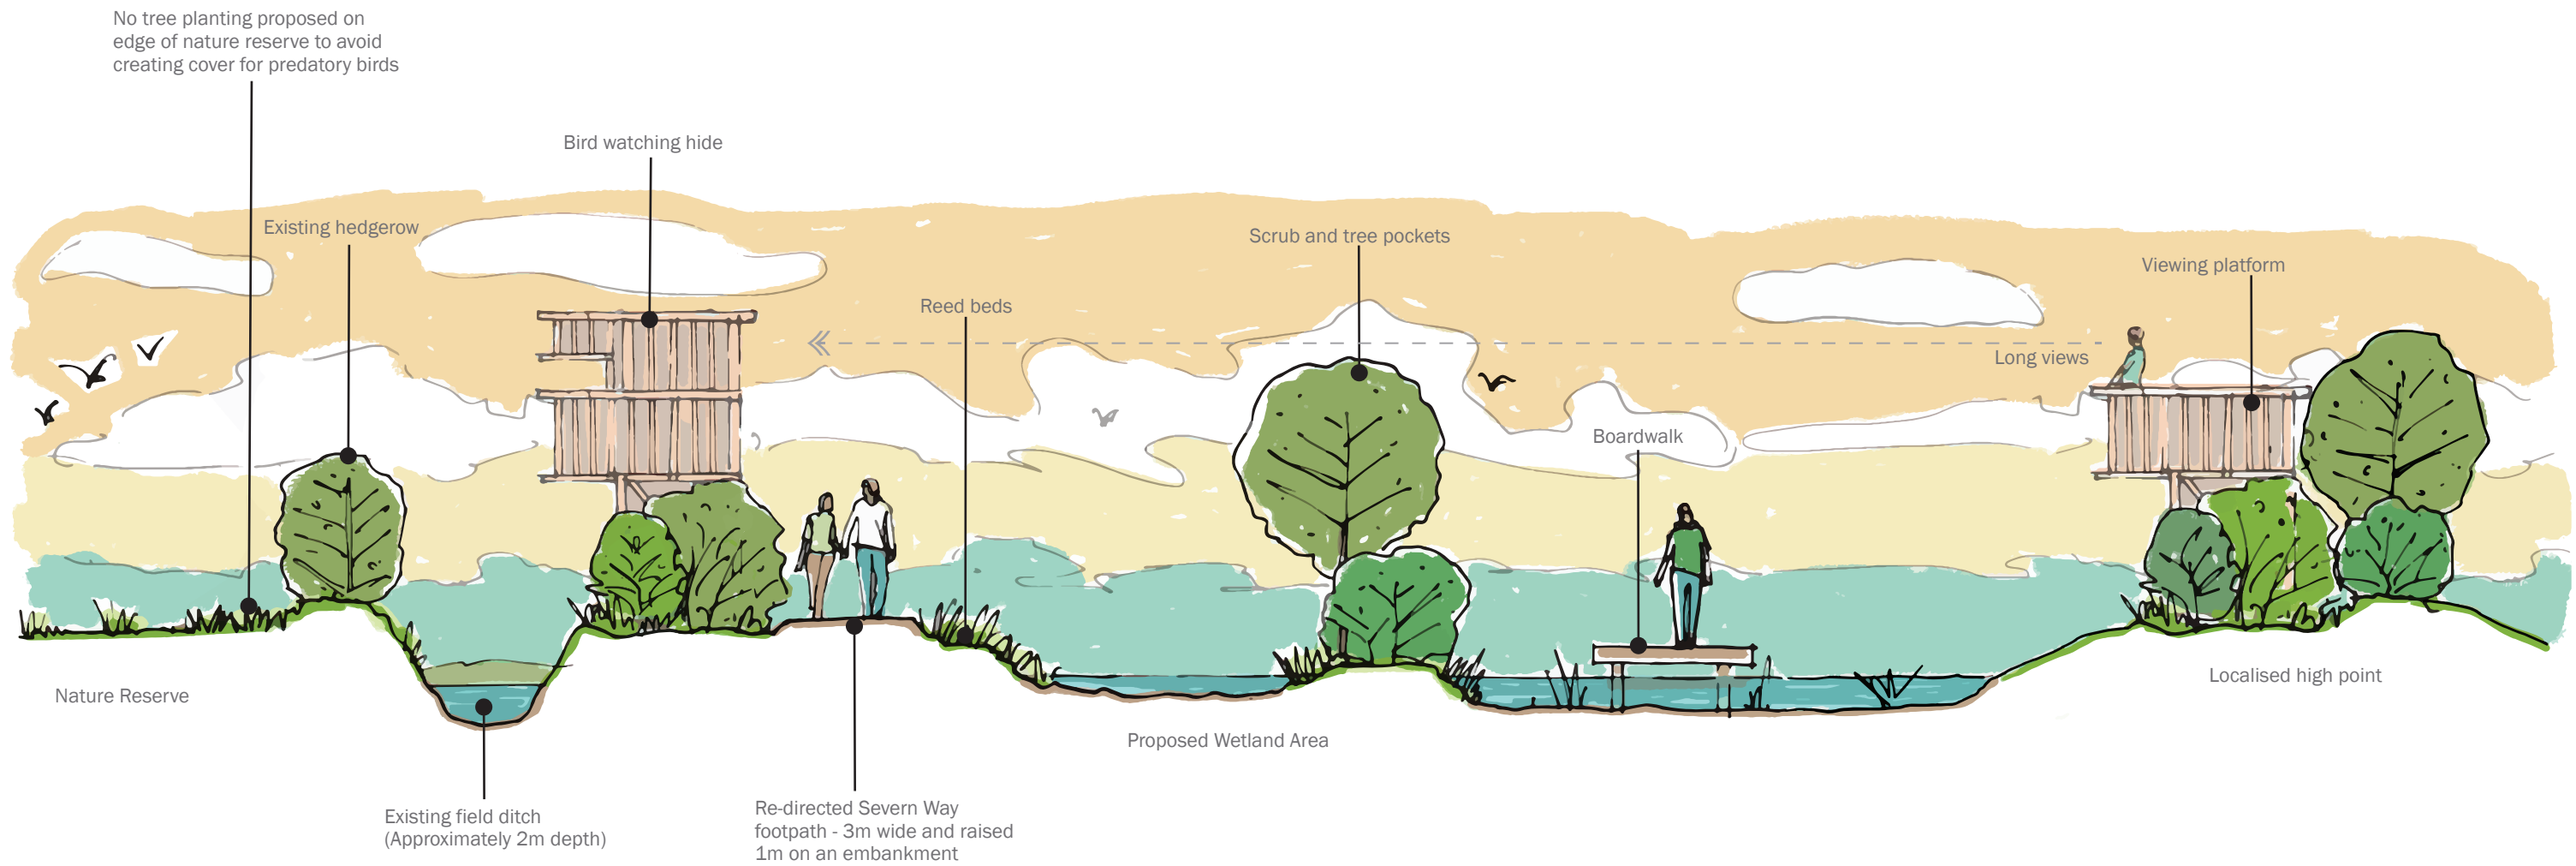 No tree planting proposed on
edge of nature reserve to avoid
creating cover for predatory birds
Bird watching hide
Existing hedgerow
Scrub and tree pockets
Viewing platform
Reed beds
Long views
Boardwalk
Nature Reserve
Localised high point
Proposed Wetland Area
Existing field ditch
(Approximately 2m depth)
Re-directed Severn Way
footpath - 3m wide and raised
1m on an embankment